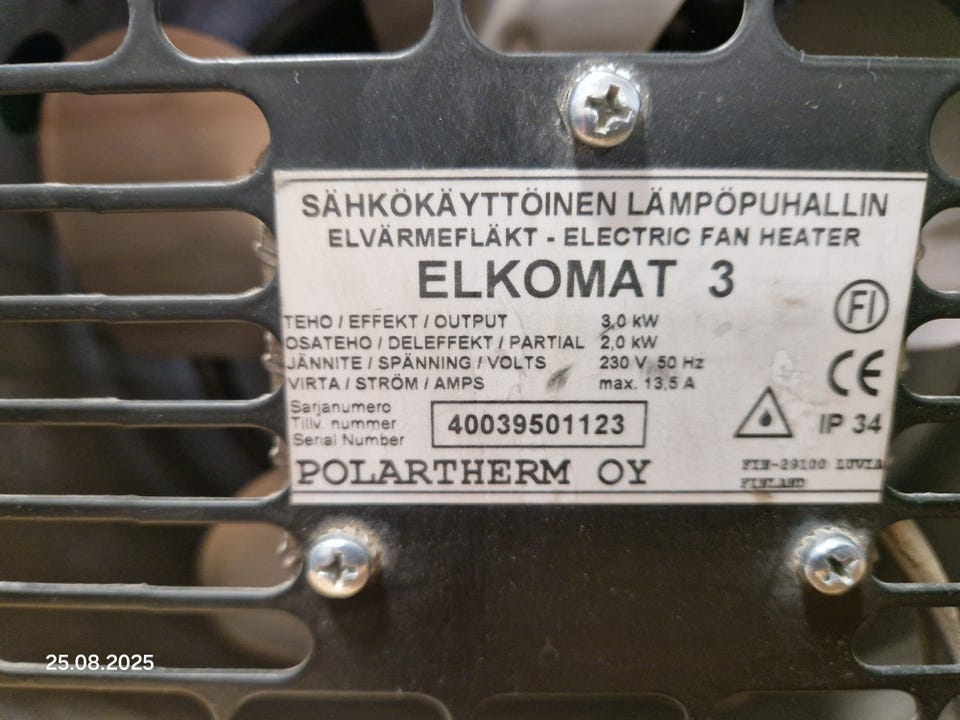 SÄHKÖKÄYTTÖINEN LÄMPÖPUHALLIN
ELVÄRMEFLÄKT - ELECTRIC FAN HEATER
ELKOMAT 3
FI
TEHO / EFFEKT / OUTPUT 3,0 kW
OSATEHO / DELEFFEKT / PARTIAL 2,0 kW
JÄNNITE / SPÄNNING / VOLTS 230 V 50 Hz
VIRTA / STRÖM / AMPS max. 13,5 A
CE
Sarjanumero
Tillv. nummer
Serial Number
40039501123
IP 34
POLARTHERM OY
FIN-29100 LUVIA
FINLAND
25.08.2025